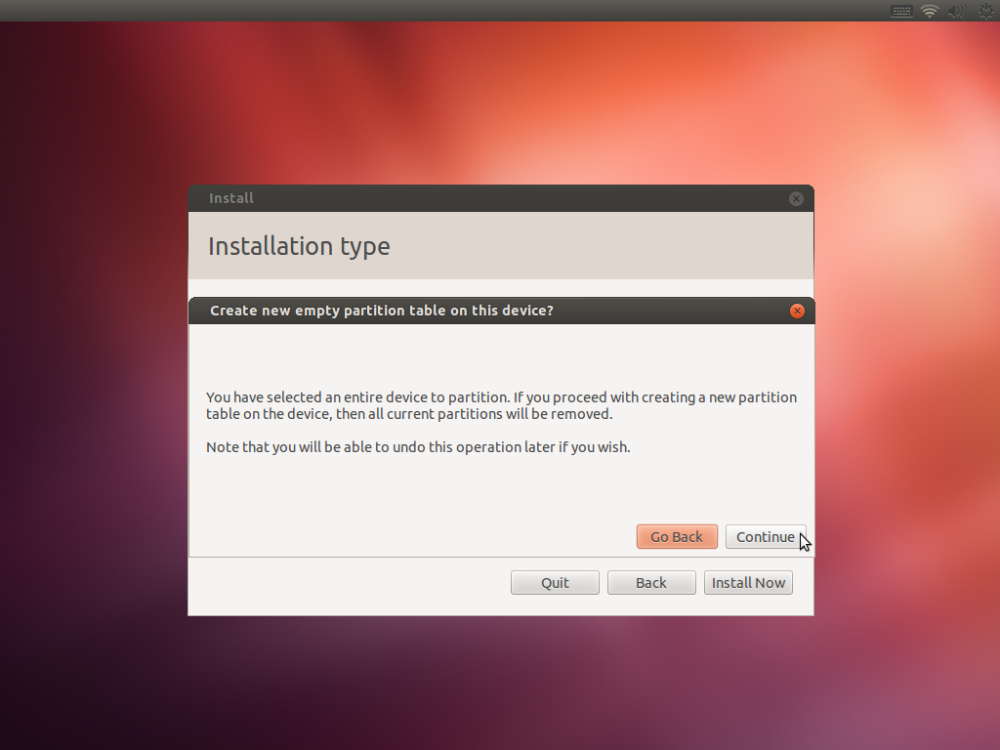 Install
Installation type
Create new empty partition table on this device?
You have selected an entire device to partition. If you proceed with creating a new partition
table on the device, then all current partitions will be removed.
Note that you will be able to undo this operation later if you wish.
Go Back Continue
Quit Back Install Now